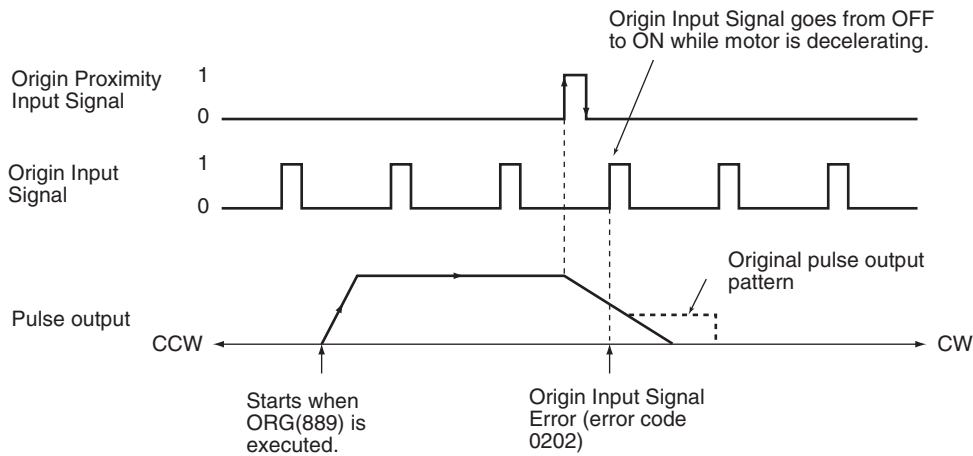 Origin Input Signal goes from OFF
to ON while motor is decelerating.
Origin Proximity
Input Signal
1
0
Origin Input
Signal
1
0
Original pulse output
pattern
Pulse output
CCW
CW
Starts when
ORG(889) is
executed.
Origin Input Signal
Error (error code
0202)